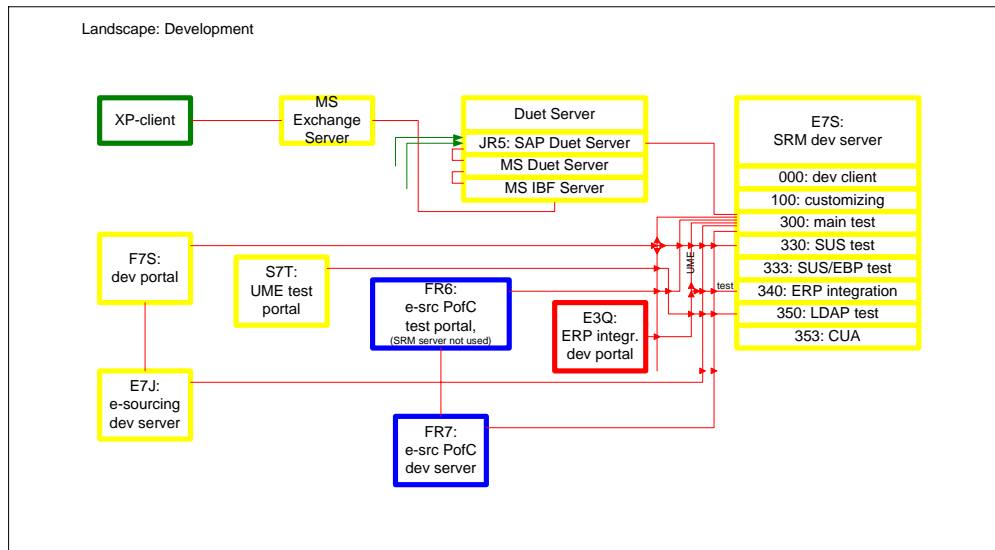 Landscape: Development
XP-client
MS
Exchange
Server
Duet Server
JR5: SAP Duet Server
MS Duet Server
MS IBF Server
E7S:
SRM dev server
000: dev client
100: customizing
300: main test
330: SUS test
333: SUS/EBP test
340: ERP integration
350: LDAP test
353: CUA
F7S:
dev portal
S7T:
UME test
portal
FR6:
e-src PofC
test portal,
(SRM server not used)
E3Q:
ERP integr.
dev portal
UME
test
E7J:
e-sourcing
dev server
FR7:
e-src PofC
dev server